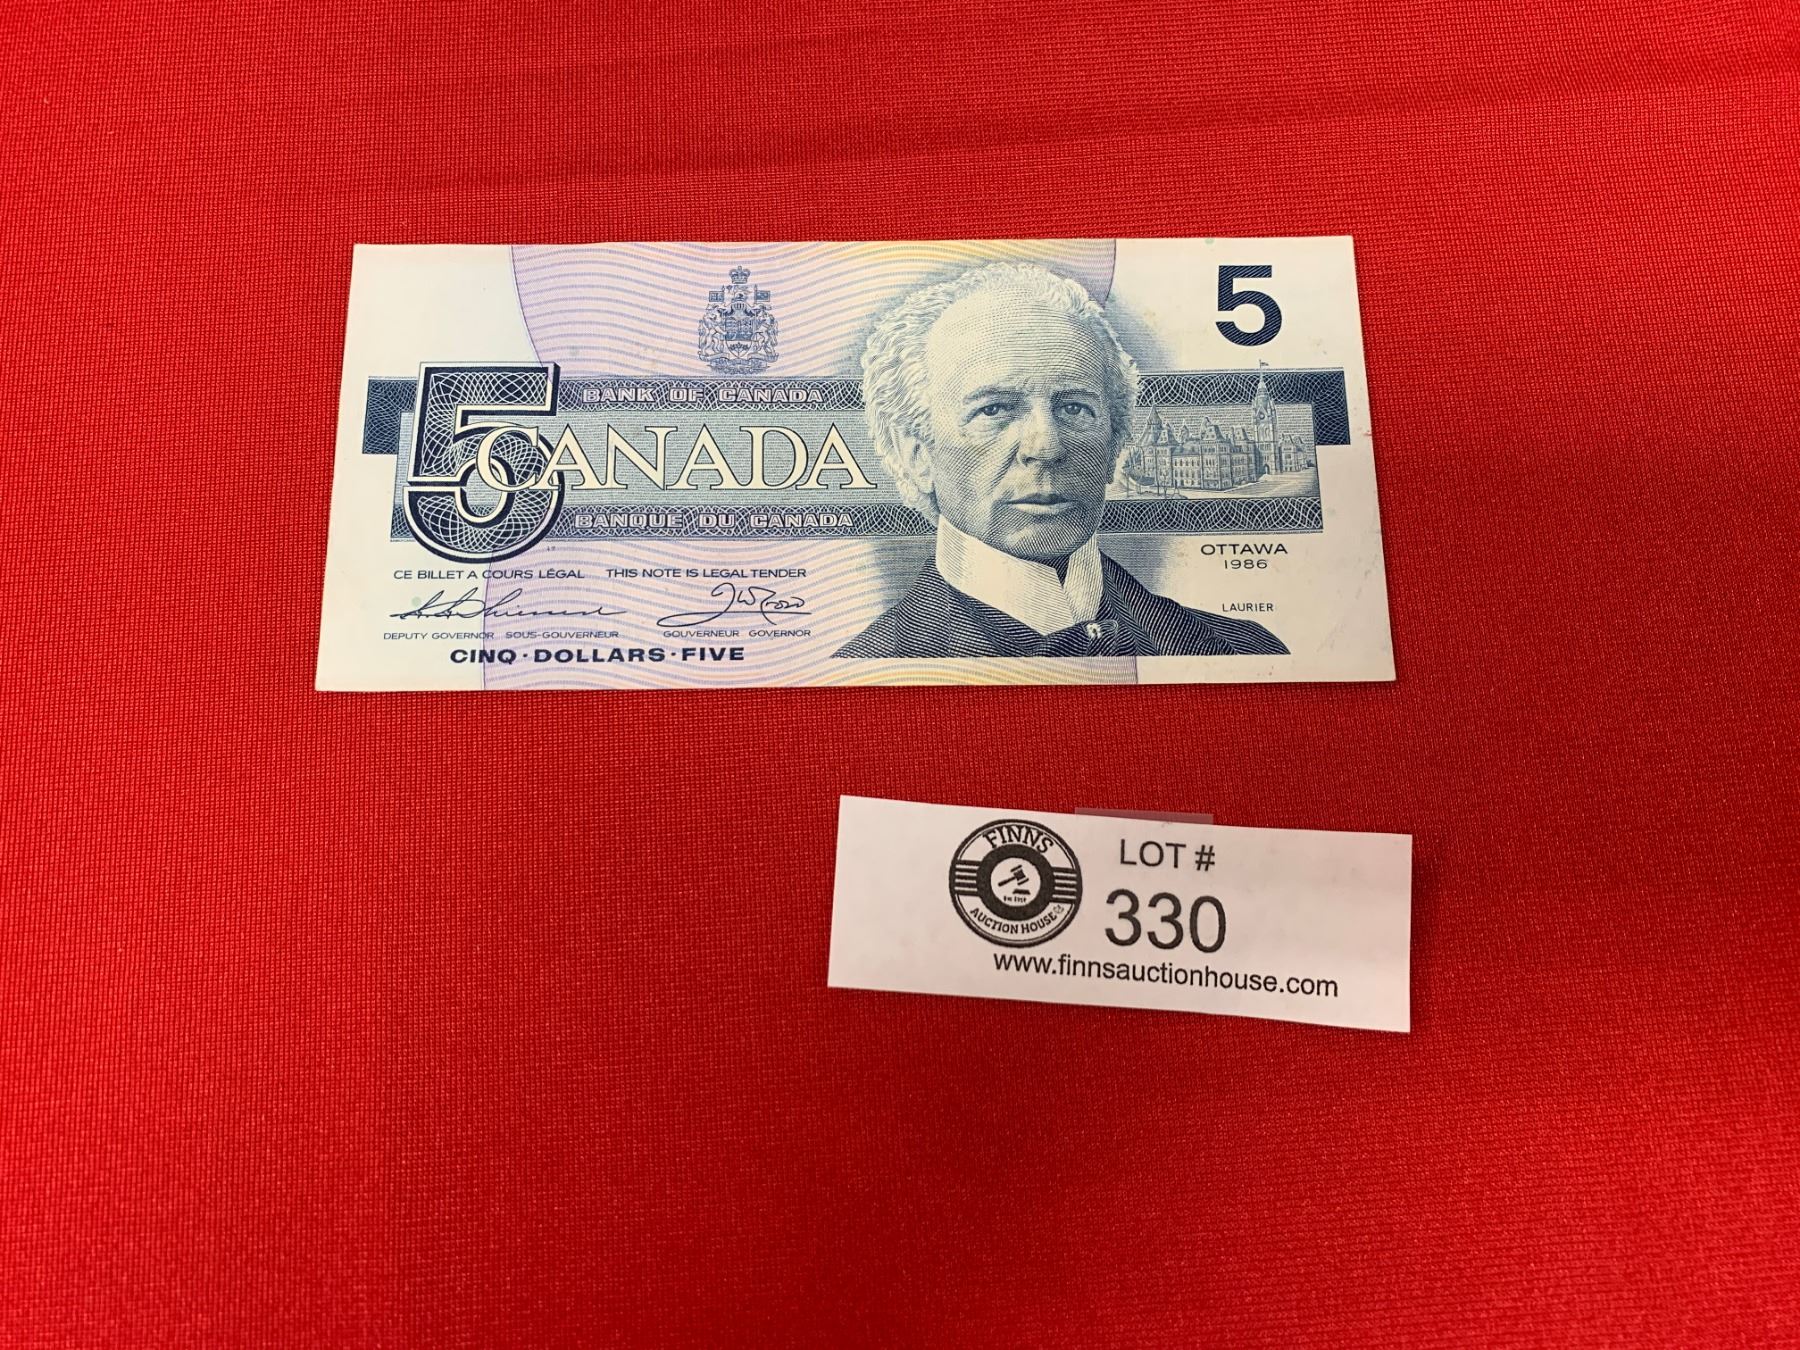 5
BANK OF CANADA
5 CANADA
BANQUE DU CANADA
OTTAWA
1986
CE BILLET A COURS LÉGAL THIS NOTE IS LEGAL TENDER
LAURIER
DEPUTY GOVERNOR SOUS-GOUVERNEUR GOUVERNEUR GOVERNOR
CINQ · DOLLARS · FIVE
FINNS
AUCTION HOUSE
LOT #
330
www.finnsauctionhouse.com